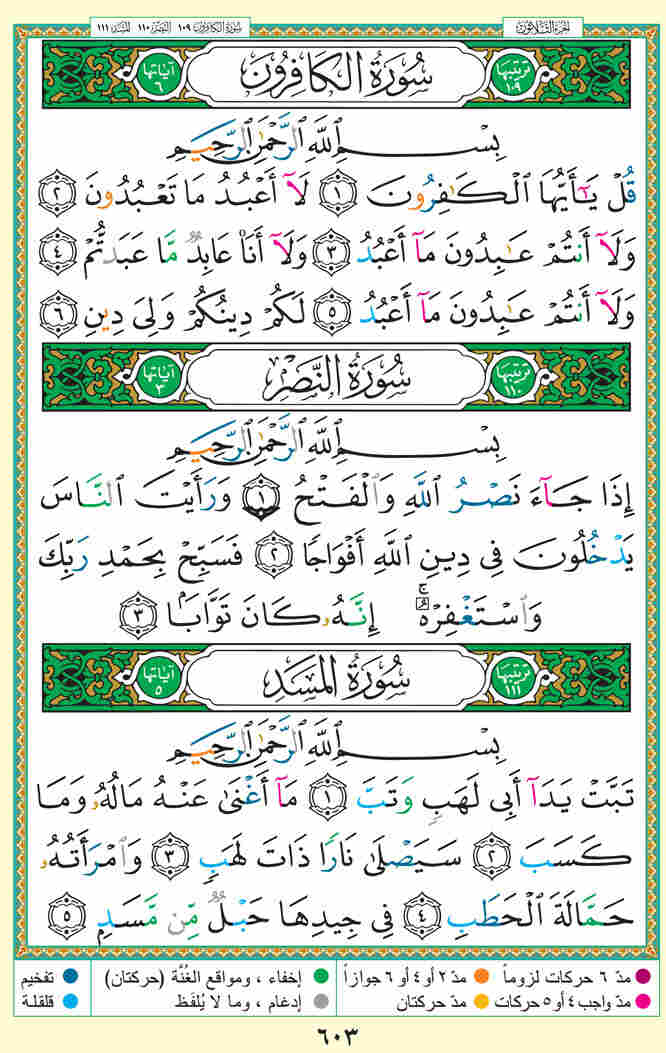 الجزء الثلاثون
سورة الكافرون ١٠٩ النصر ١١٠ المسد ١١١
ترتيبها ١٠٩ سُورَةُ الكَافِرُون آياتها ٦
بِسْمِ ٱللَّهِ ٱلرَّحْمَٰنِ ٱلرَّحِيمِ
قُلْ يَٰٓأَيُّهَا ٱلْكَٰفِرُونَ ١ لَآ أَعْبُدُ مَا تَعْبُدُونَ ٢
وَلَآ أَنتُمْ عَٰبِدُونَ مَآ أَعْبُدُ ٣ وَلَآ أَنَا۠ عَابِدٌ مَّا عَبَدتُّمْ ٤
وَلَآ أَنتُمْ عَٰبِدُونَ مَآ أَعْبُدُ ٥ لَكُمْ دِينُكُمْ وَلِىَ دِينِ ٦
ترتيبها ١١٠ سُورَةُ النَّصْر آياتها ٣
بِسْمِ ٱللَّهِ ٱلرَّحْمَٰنِ ٱلرَّحِيمِ
إِذَا جَآءَ نَصْرُ ٱللَّهِ وَٱلْفَتْحُ ١ وَرَأَيْتَ ٱلنَّاسَ
يَدْخُلُونَ فِى دِينِ ٱللَّهِ أَفْوَاجًا ٢ فَسَبِّحْ بِحَمْدِ رَبِّكَ
وَٱسْتَغْفِرْهُ ۚ إِنَّهُۥ كَانَ تَوَّابًۢا ٣
ترتيبها ١١١ سُورَةُ المَسَد آياتها ٥
بِسْمِ ٱللَّهِ ٱلرَّحْمَٰنِ ٱلرَّحِيمِ
تَبَّتْ يَدَآ أَبِى لَهَبٍ وَتَبَّ ١ مَآ أَغْنَىٰ عَنْهُ مَالُهُۥ وَمَا
كَسَبَ ٢ سَيَصْلَىٰ نَارًا ذَاتَ لَهَبٍ ٣ وَٱمْرَأَتُهُۥ
حَمَّالَةَ ٱلْحَطَبِ ٤ فِى جِيدِهَا حَبْلٌ مِّن مَّسَدٍۭ ٥
مدّ ٦ حركات لزوماً مدّ ٢ أو ٤ أو ٦ جوازاً إخفاء ، ومواقع الغُنَّة (حركتان) تفخيم
مدّ واجب ٤ أو ٥ حركات مدّ حركتان إدغام ، وما لا يُلفَظ قلقلة
٦٠٣